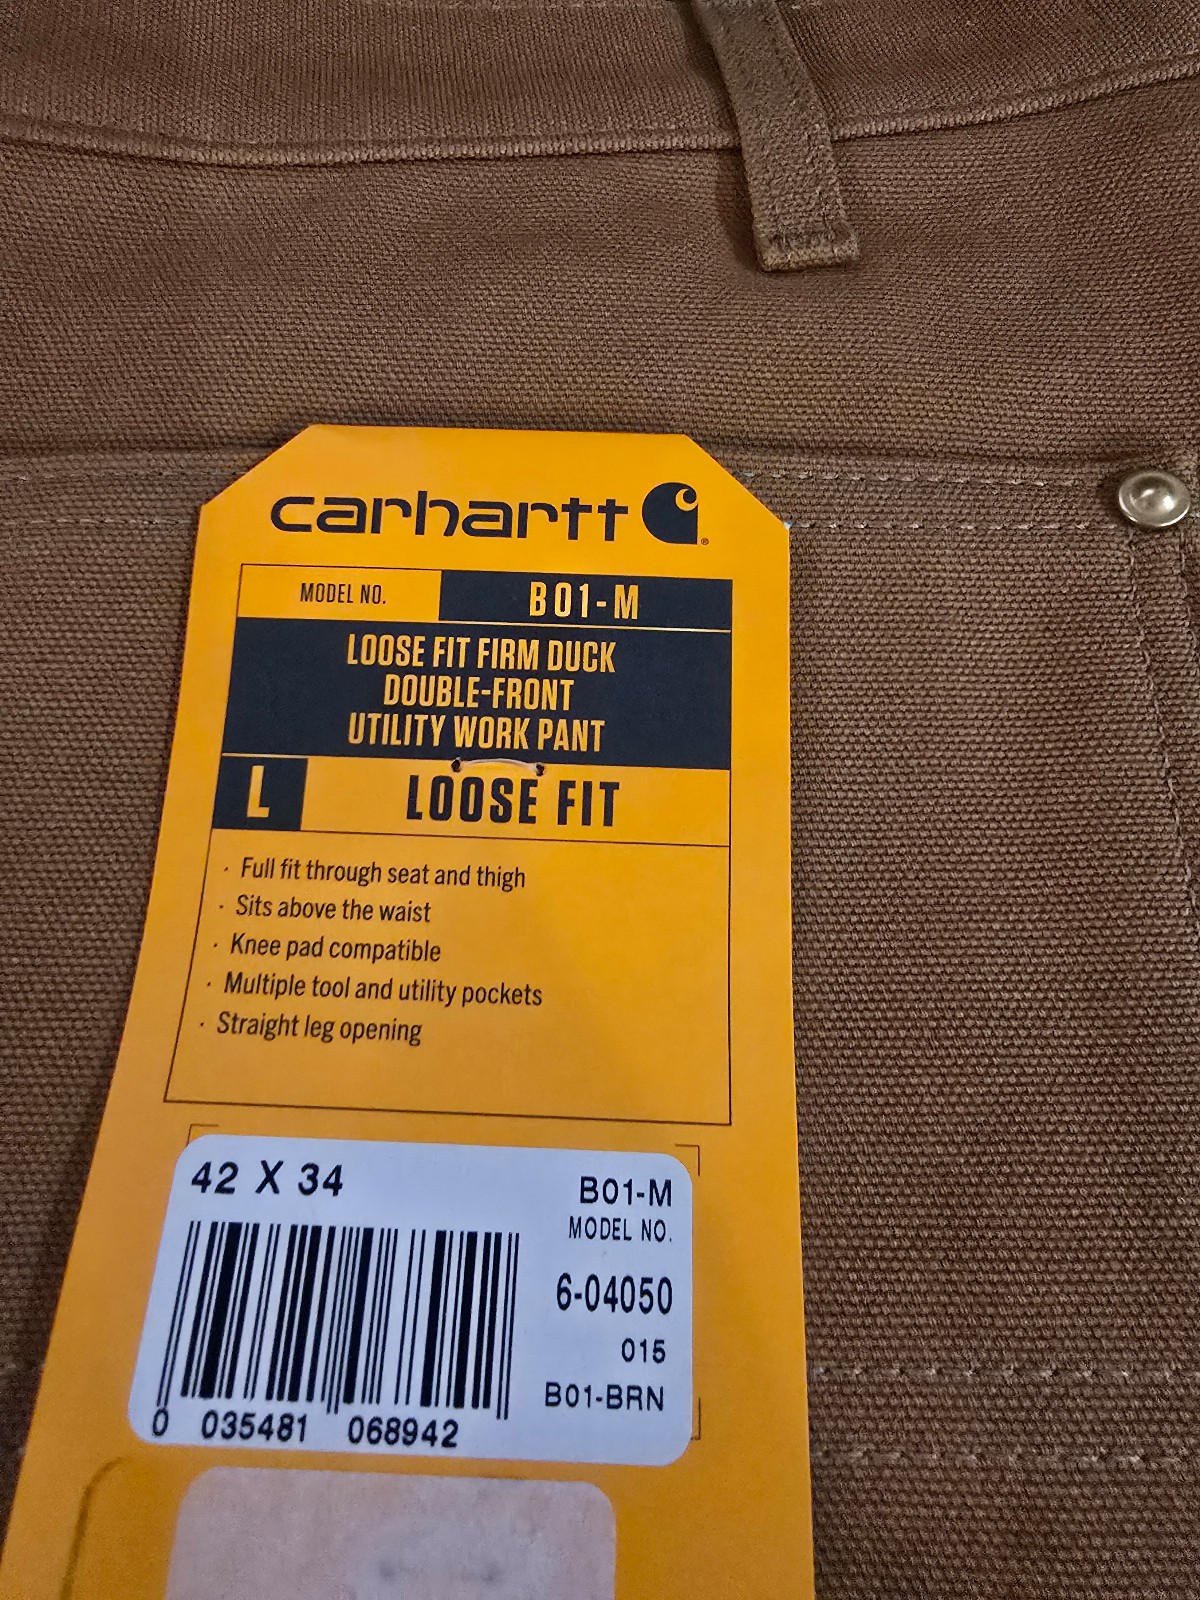 carhartt
MODEL NO. B01-M
LOOSE FIT FIRM DUCK
DOUBLE-FRONT
UTILITY WORK PANT
L LOOSE FIT
· Full fit through seat and thigh
· Sits above the waist
· Knee pad compatible
· Multiple tool and utility pockets
· Straight leg opening
42 X 34
B01-M
MODEL NO.
6-04050
015
B01-BRN
0 035481 068942